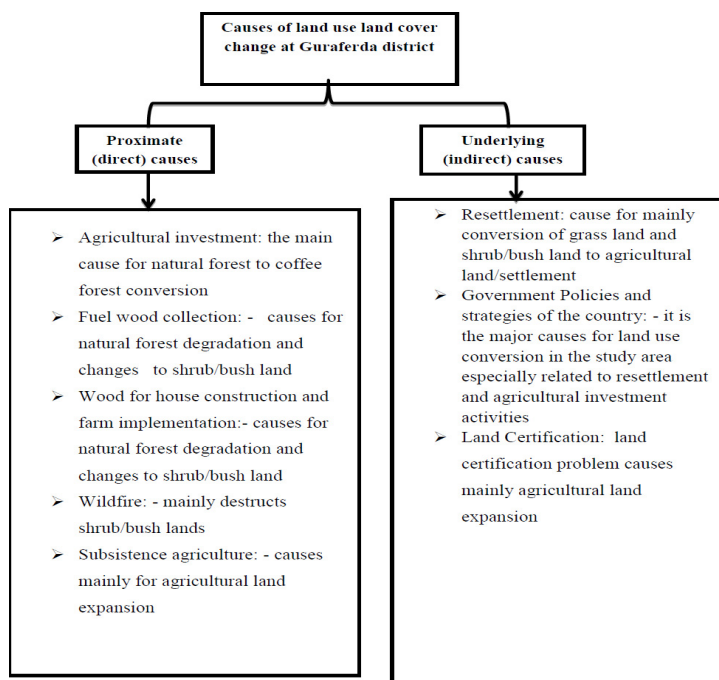 Causes of land use land cover
change at Guraferda district
Proximate
(direct) causes
Underlying
(indirect) causes
➢ Agricultural investment: the main
cause for natural forest to coffee
forest conversion
➢ Fuel wood collection: - causes for
natural forest degradation and
changes to shrub/bush land
➢ Wood for house construction and
farm implementation:- causes for
natural forest degradation and
changes to shrub/bush land
➢ Wildfire: - mainly destructs
shrub/bush lands
➢ Subsistence agriculture: - causes
mainly for agricultural land
expansion
➢ Resettlement: cause for mainly
conversion of grass land and
shrub/bush land to agricultural
land/settlement
➢ Government Policies and
strategies of the country: - it is
the major causes for land use
conversion in the study area
especially related to resettlement
and agricultural investment
activities
➢ Land Certification: land
certification problem causes
mainly agricultural land
expansion